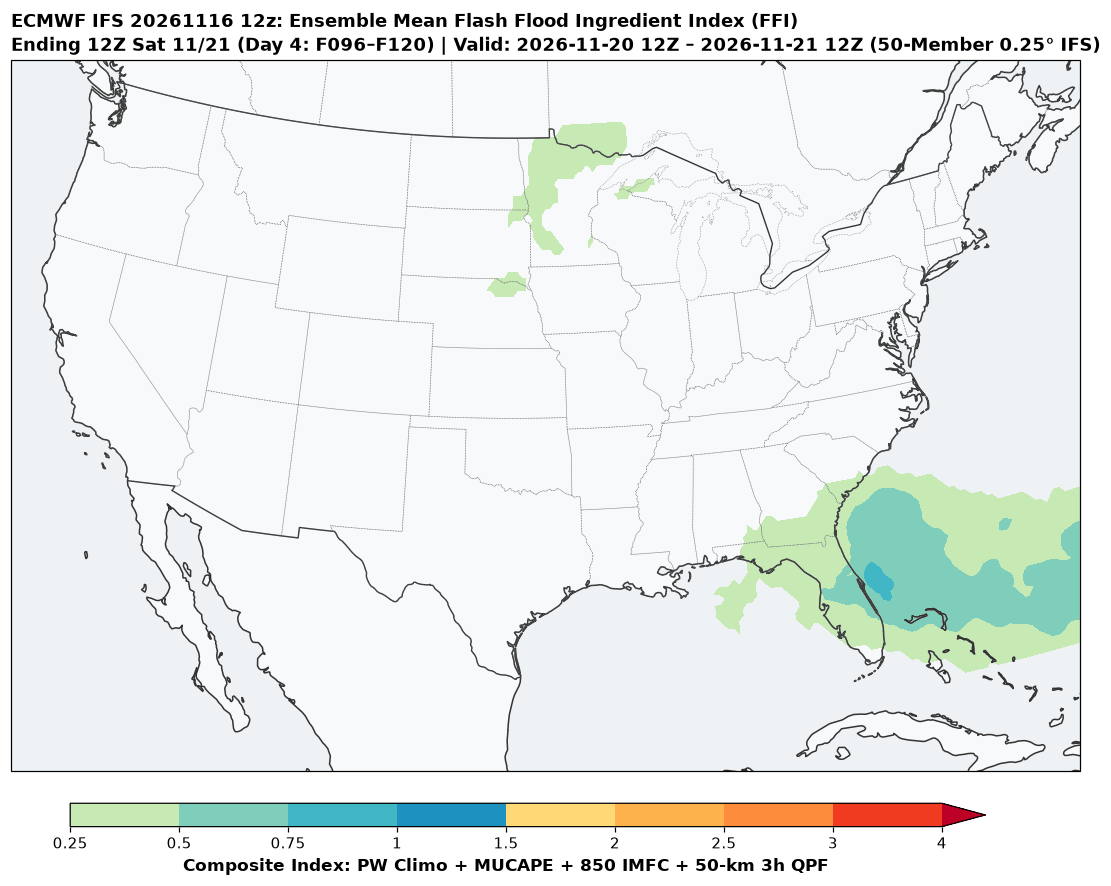 ECMWF IFS 20261116 12z: Ensemble Mean Flash Flood Ingredient Index (FFI)
Ending 12Z Sat 11/21 (Day 4: F096–F120) | Valid: 2026-11-20 12Z – 2026-11-21 12Z (50-Member 0.25° IFS)
0.25 0.5 0.75 1 1.5 2 2.5 3 4
Composite Index: PW Climo + MUCAPE + 850 IMFC + 50-km 3h QPF